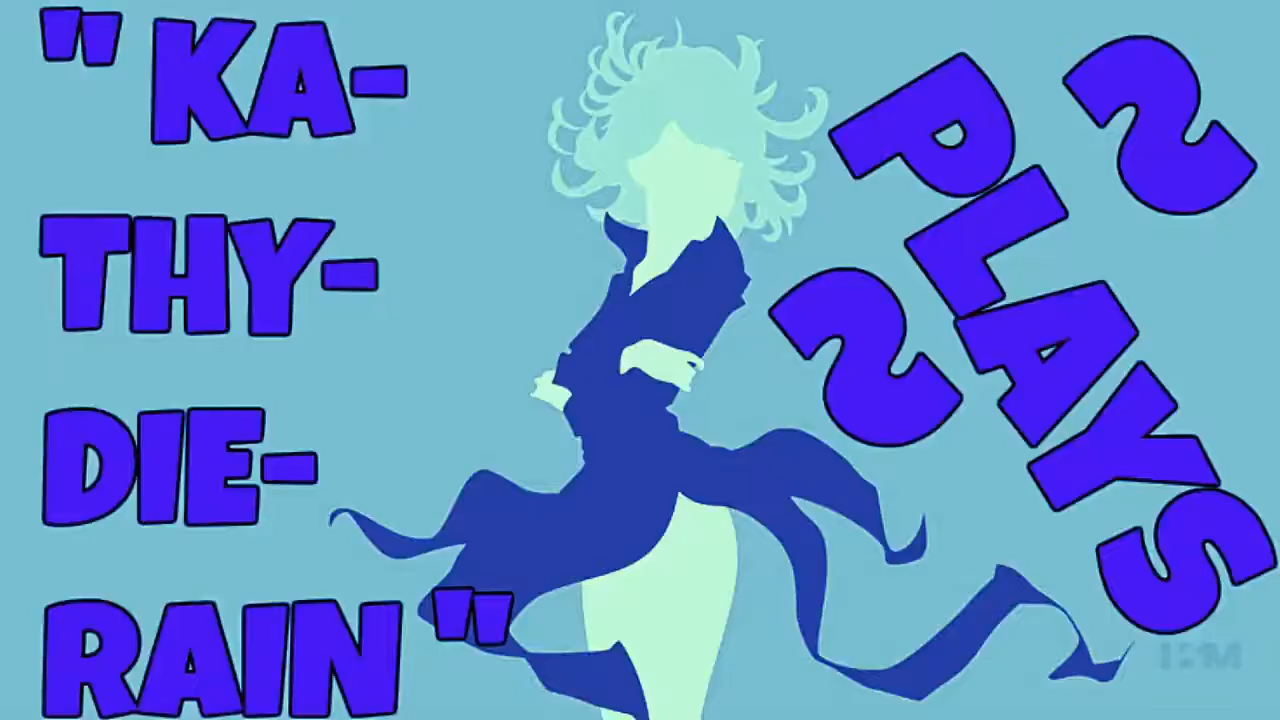 "KA-
THY-
DIE-
RAIN"
~
PLAYS
~